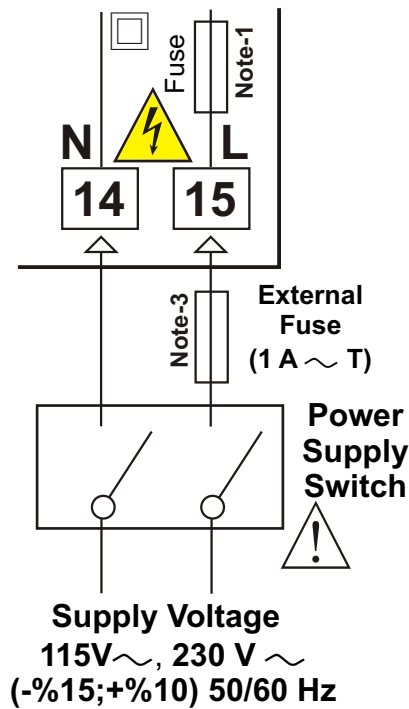 Fuse
Note-1
N
L
14
15
Note-3
External
Fuse
(1 A ~ T)
Power
Supply
Switch
!
Supply Voltage
115V~, 230 V ~
(-%15;+%10) 50/60 Hz